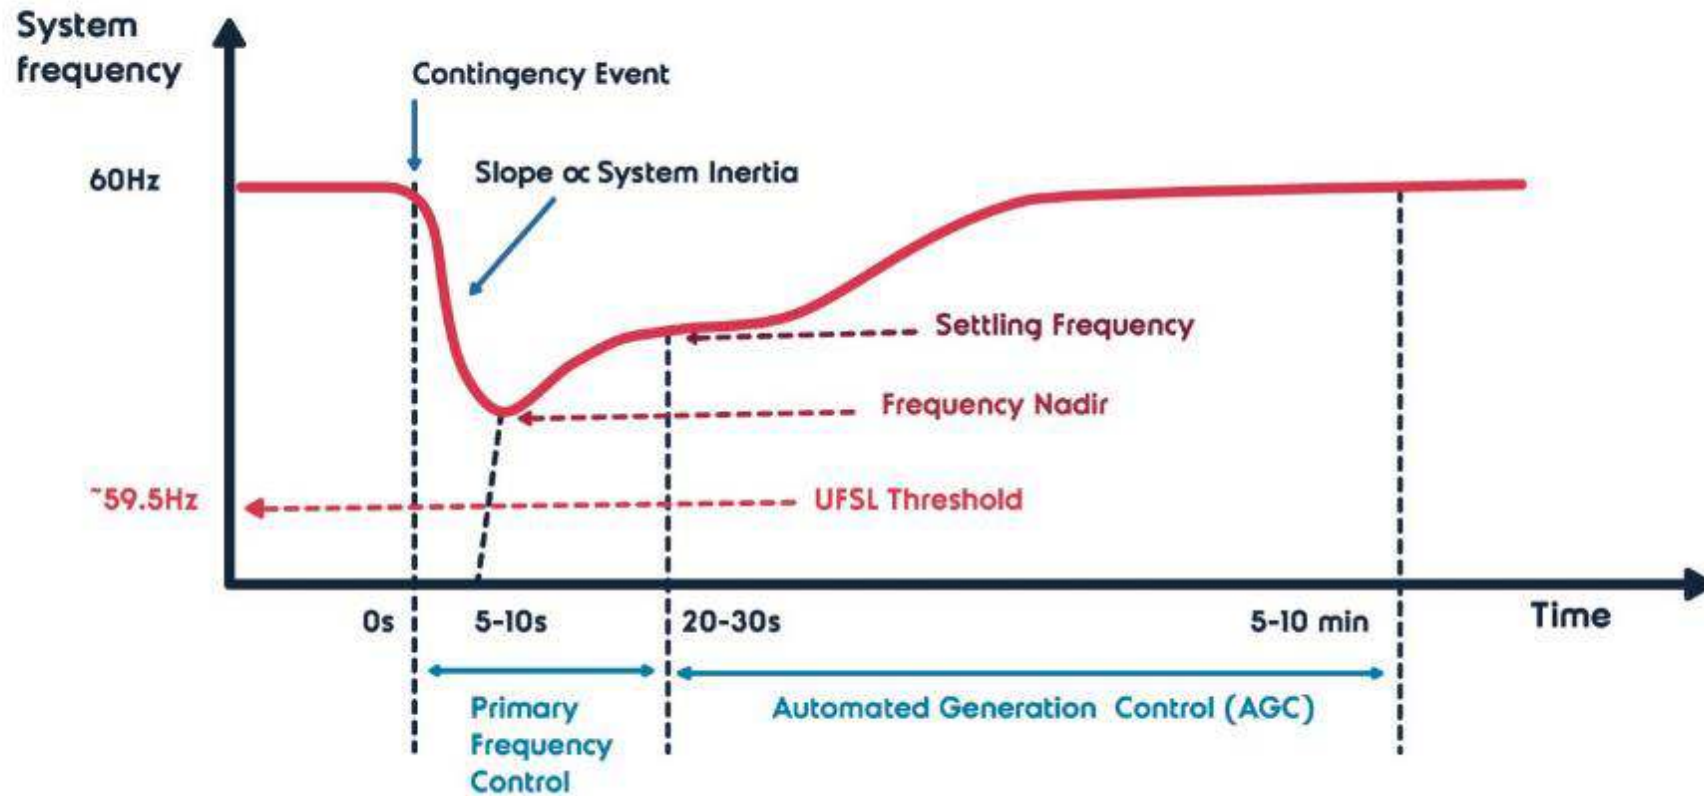 System
frequency
Contingency Event
60Hz
Slope ∝ System Inertia
Settling Frequency
Frequency Nadir
~59.5Hz
UFSL Threshold
0s
5-10s
20-30s
5-10 min
Time
Primary
Frequency
Control
Automated Generation Control (AGC)